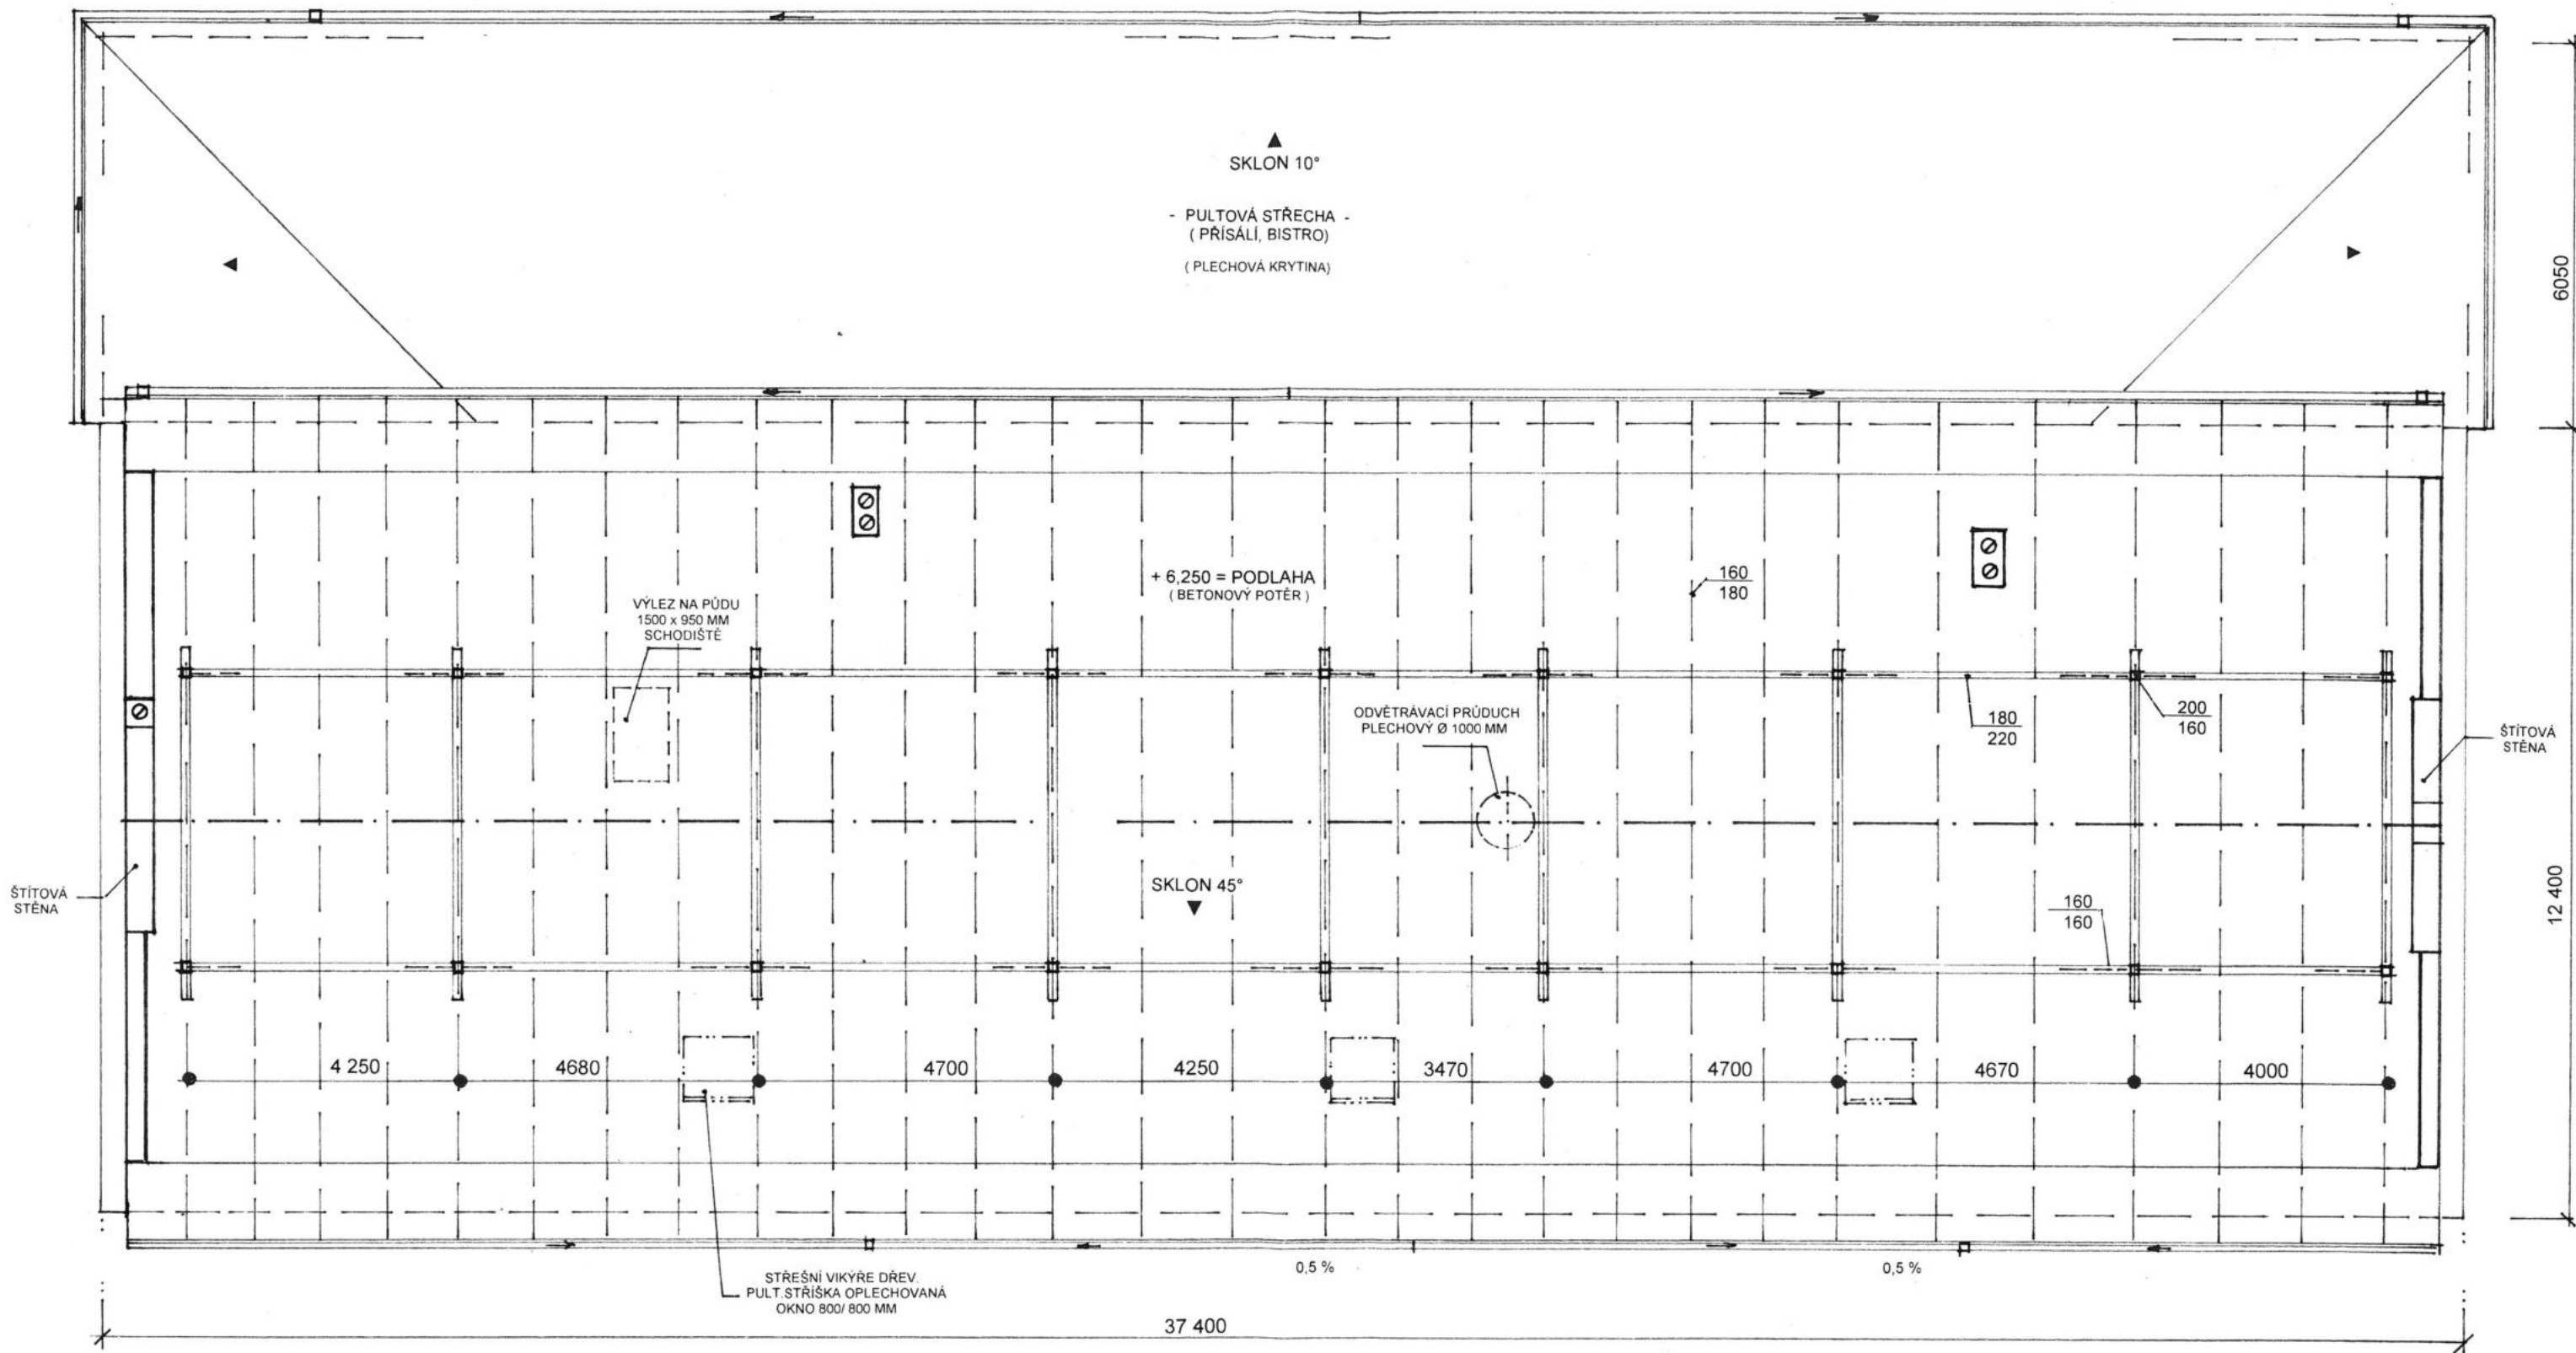 SKLON 10°
- PULTOVÁ STŘECHA -
( PŘÍSÁLÍ, BISTRO)
( PLECHOVÁ KRYTINA)
6050
+ 6,250 = PODLAHA
( BETONOVÝ POTĚR )
160
180
VÝLEZ NA PŮDU
1500 x 950 MM
SCHODIŠTĚ
ODVĚTRÁVACÍ PRŮDUCH
PLECHOVÝ Ø 1000 MM
180
220
200
160
ŠTÍTOVÁ
STĚNA
ŠTÍTOVÁ
STĚNA
SKLON 45°
160
160
12 400
4 250
4680
4700
4250
3470
4700
4670
4000
STŘEŠNÍ VIKÝŘE DŘEV.
PULT.STŘÍŠKA OPLECHOVANÁ
OKNO 800/ 800 MM
0,5 %
0,5 %
37 400